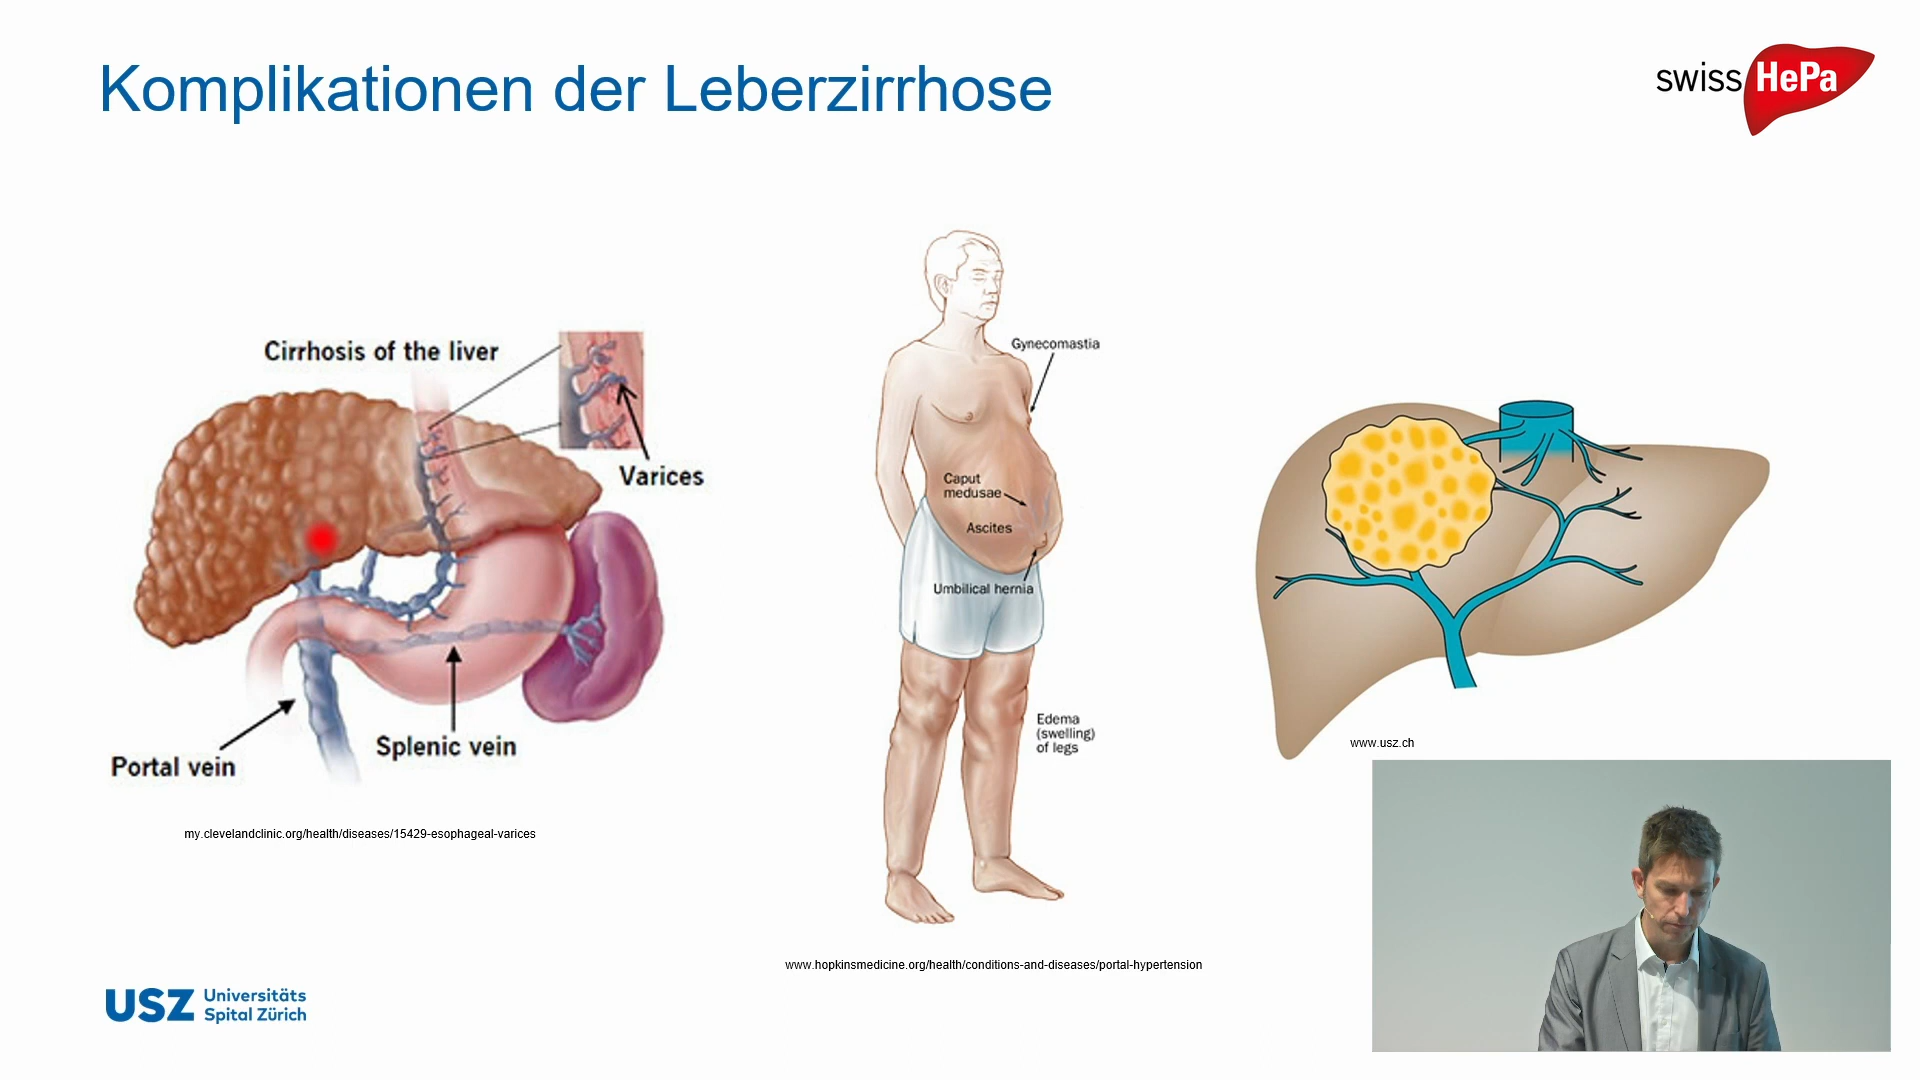 Komplikationen der Leberzirrhose
swiss HePa
Cirrhosis of the liver
Varices
Portal vein
Splenic vein
my.clevelandclinic.org/health/diseases/15429-esophageal-varices
Gynecomastia
Caput
medusae
Ascites
Umbilical hernia
Edema
(swelling)
of legs
www.hopkinsmedicine.org/health/conditions-and-diseases/portal-hypertension
www.usz.ch
USZ Universitäts
Spital Zürich